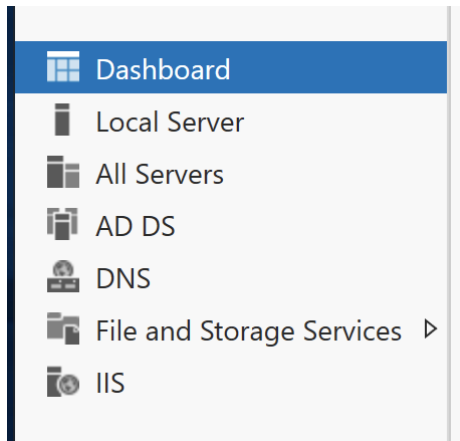 Dashboard
Local Server
All Servers
AD DS
DNS
File and Storage Services
IIS